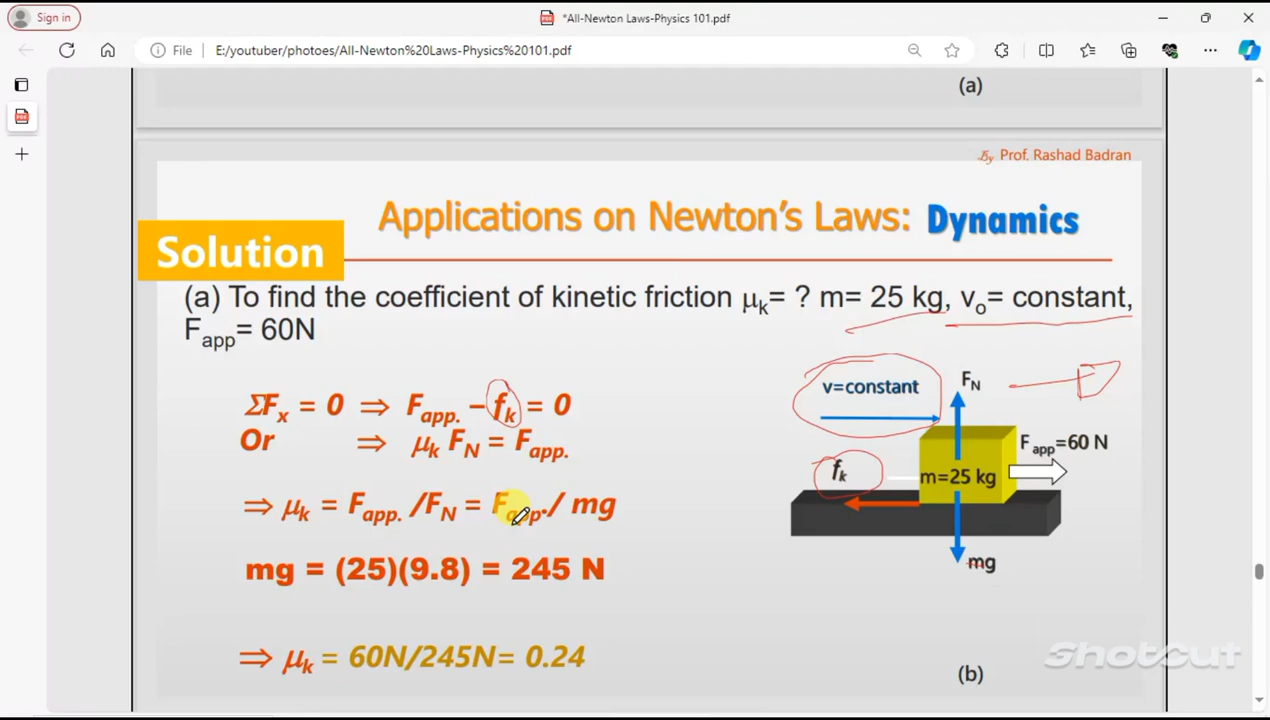 Sign in
*All-Newton Laws-Physics 101.pdf
File E:/youtuber/photoes/All-Newton%20Laws-Physics%20101.pdf
(a)
By Prof. Rashad Badran
Applications on Newton's Laws: Dynamics
Solution
(a) To find the coefficient of kinetic friction μk= ? m= 25 kg, vo= constant,
Fapp= 60N
ΣFx = 0 ⇒ Fapp. – fk = 0
Or ⇒ μk FN = Fapp.
⇒ μk = Fapp. /FN = Fapp./ mg
mg = (25)(9.8) = 245 N
⇒ μk = 60N/245N= 0.24
v=constant
FN
Fapp=60 N
fk
m=25 kg
mg
(b)
Shotcut